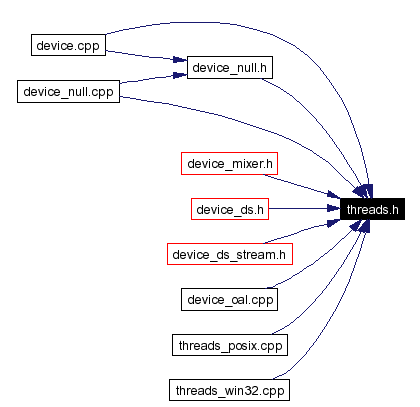 device.cpp
device_null.h
device_null.cpp
device_mixer.h
device_ds.h
threads.h
device_ds_stream.h
device_oal.cpp
threads_posix.cpp
threads_win32.cpp